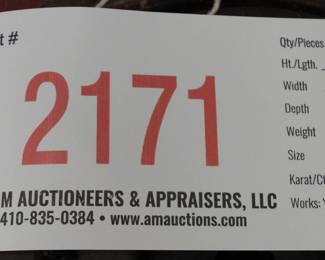 t #
2171
M AUCTIONEERS & APPRAISERS, LLC
410-835-0384 • www.amauctions.com
Qty/Pieces
Ht./Lgth.
Width
Depth
Weight
Size
Karat/Ct
Works: